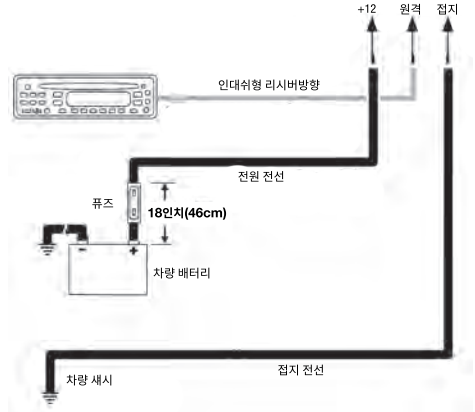 +12 원격 접지
인대쉬형 리시버방향
전원 전선
퓨즈
18인치(46cm)
- +
차량 배터리
접지 전선
차량 섀시